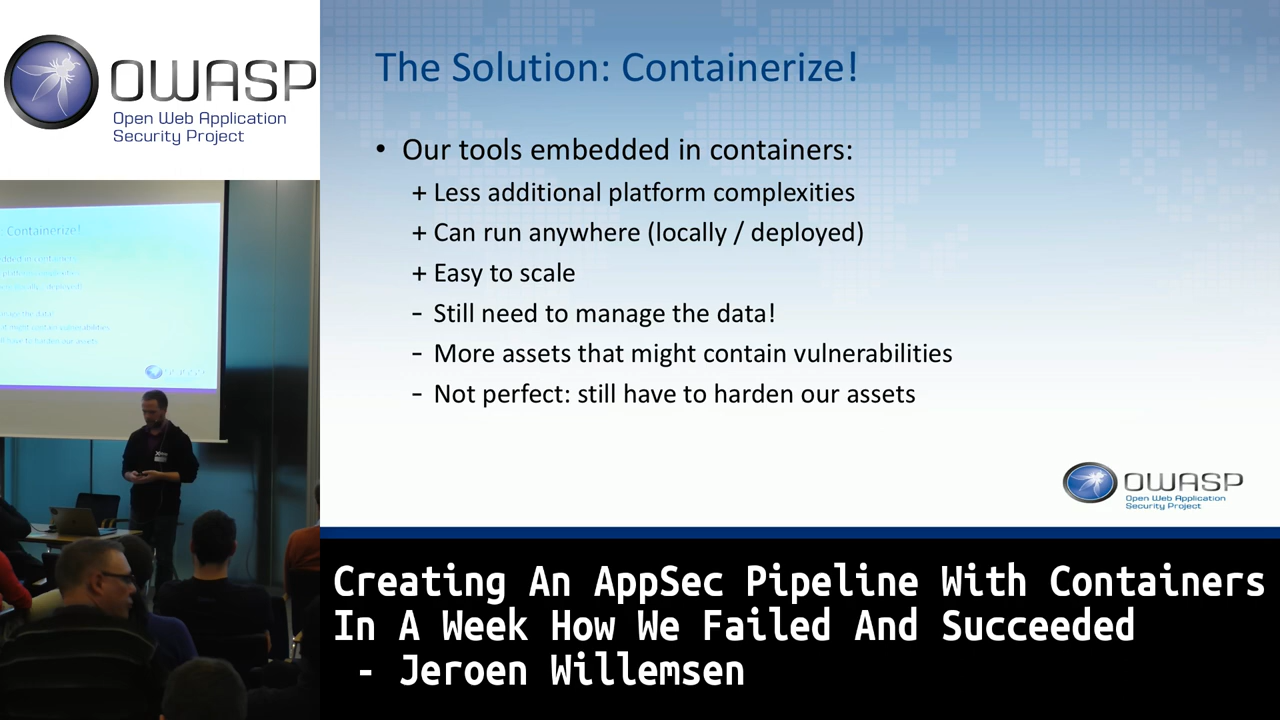 OWASP
Open Web Application
Security Project
The Solution: Containerize!
• Our tools embedded in containers:
+ Less additional platform complexities
+ Can run anywhere (locally / deployed)
+ Easy to scale
- Still need to manage the data!
- More assets that might contain vulnerabilities
- Not perfect: still have to harden our assets
OWASP
Open Web Application
Security Project
Containerize!
Creating An AppSec Pipeline With Containers
In A Week How We Failed And Succeeded
- Jeroen Willemsen